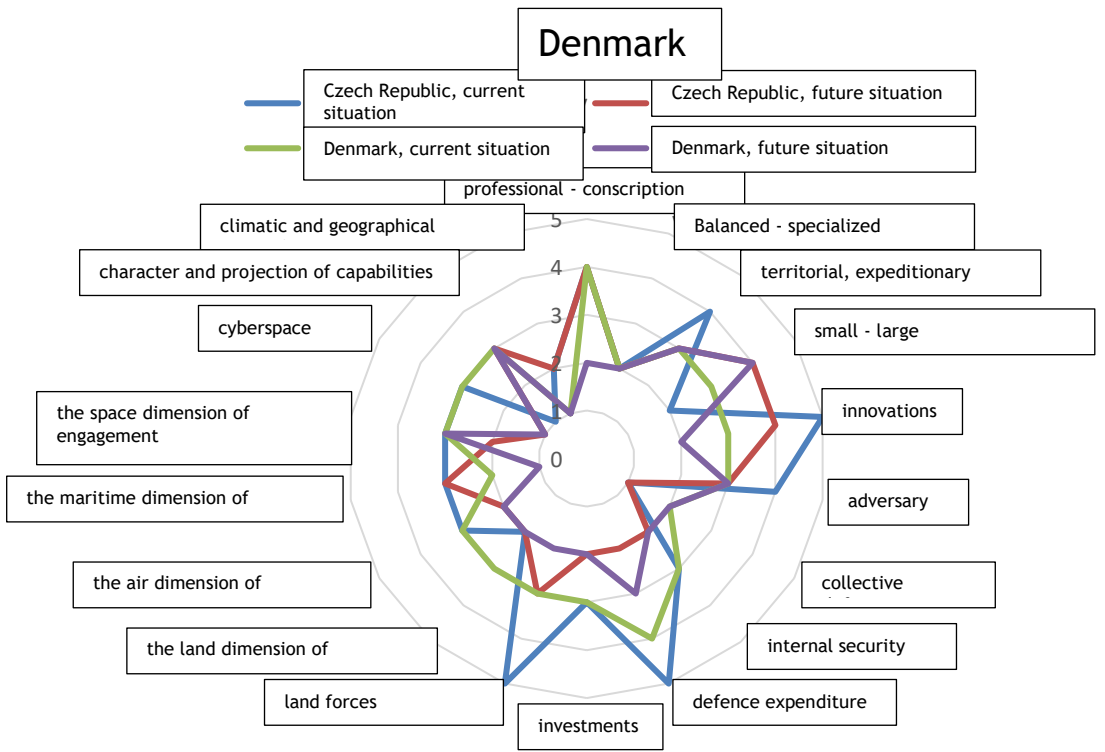 Denmark
Czech Republic, current
situation
Czech Republic, future situation
Denmark, current situation
Denmark, future situation
professional - conscription
climatic and geographical
Balanced - specialized
character and projection of capabilities
territorial, expeditionary
cyberspace
small - large
the space dimension of
engagement
innovations
the maritime dimension of
adversary
the air dimension of
collective
the land dimension of
internal security
land forces
defence expenditure
investments
5
4
3
2
1
0